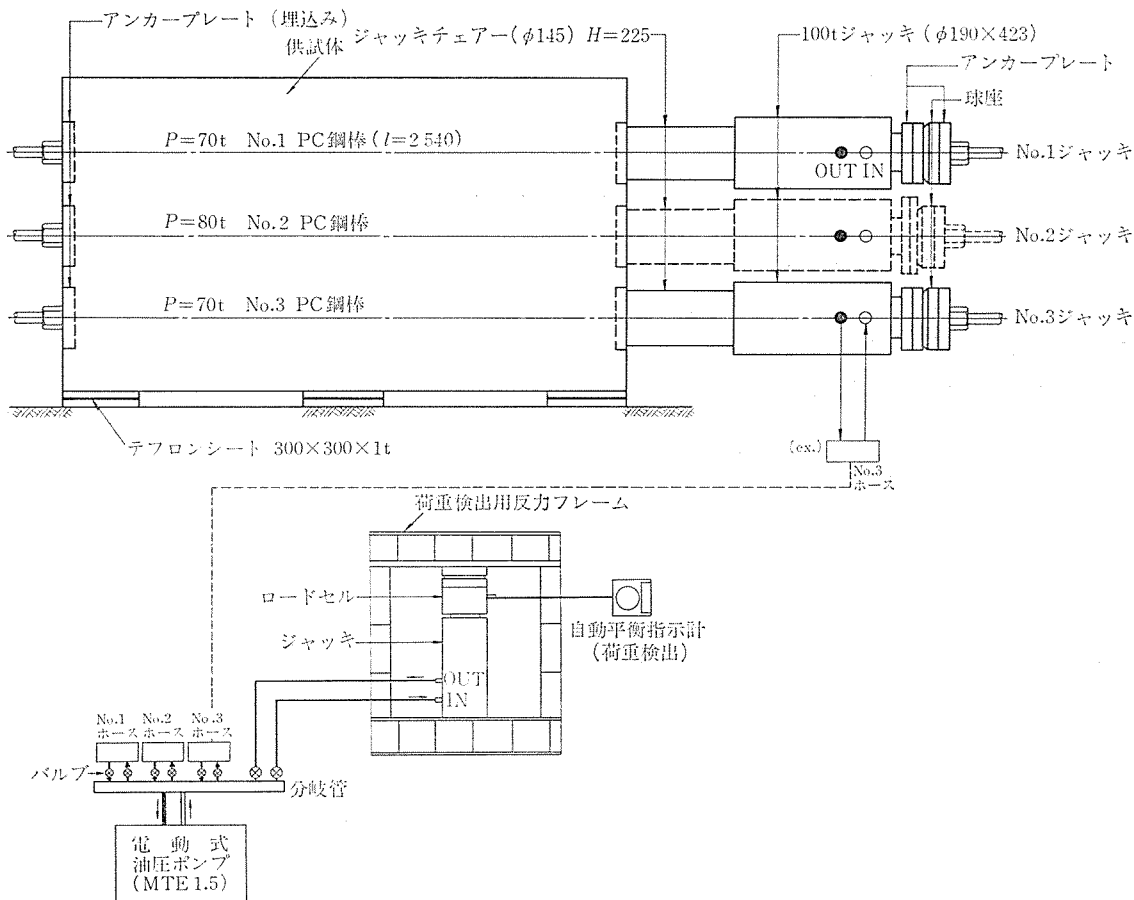 アンカープレート (埋込み)
供試体
ジャッキチェアー(φ145) H=225
100tジャッキ (φ190×423)
アンカープレート
球座
P=70t No.1 PC鋼棒(l=2540)
OUT IN
No.1ジャッキ
P=80t No.2 PC鋼棒
No.2ジャッキ
P=70t No.3 PC鋼棒
No.3ジャッキ
テフロンシート 300×300×1t
(ex.)
No.3
ホース
荷重検出用反力フレーム
ロードセル
ジャッキ
自動平衡指示計
(荷重検出)
OUT
IN
No.1
ホース
No.2
ホース
No.3
ホース
バルブ
分岐管
電動式
油圧ポンプ
(MTE 1.5)